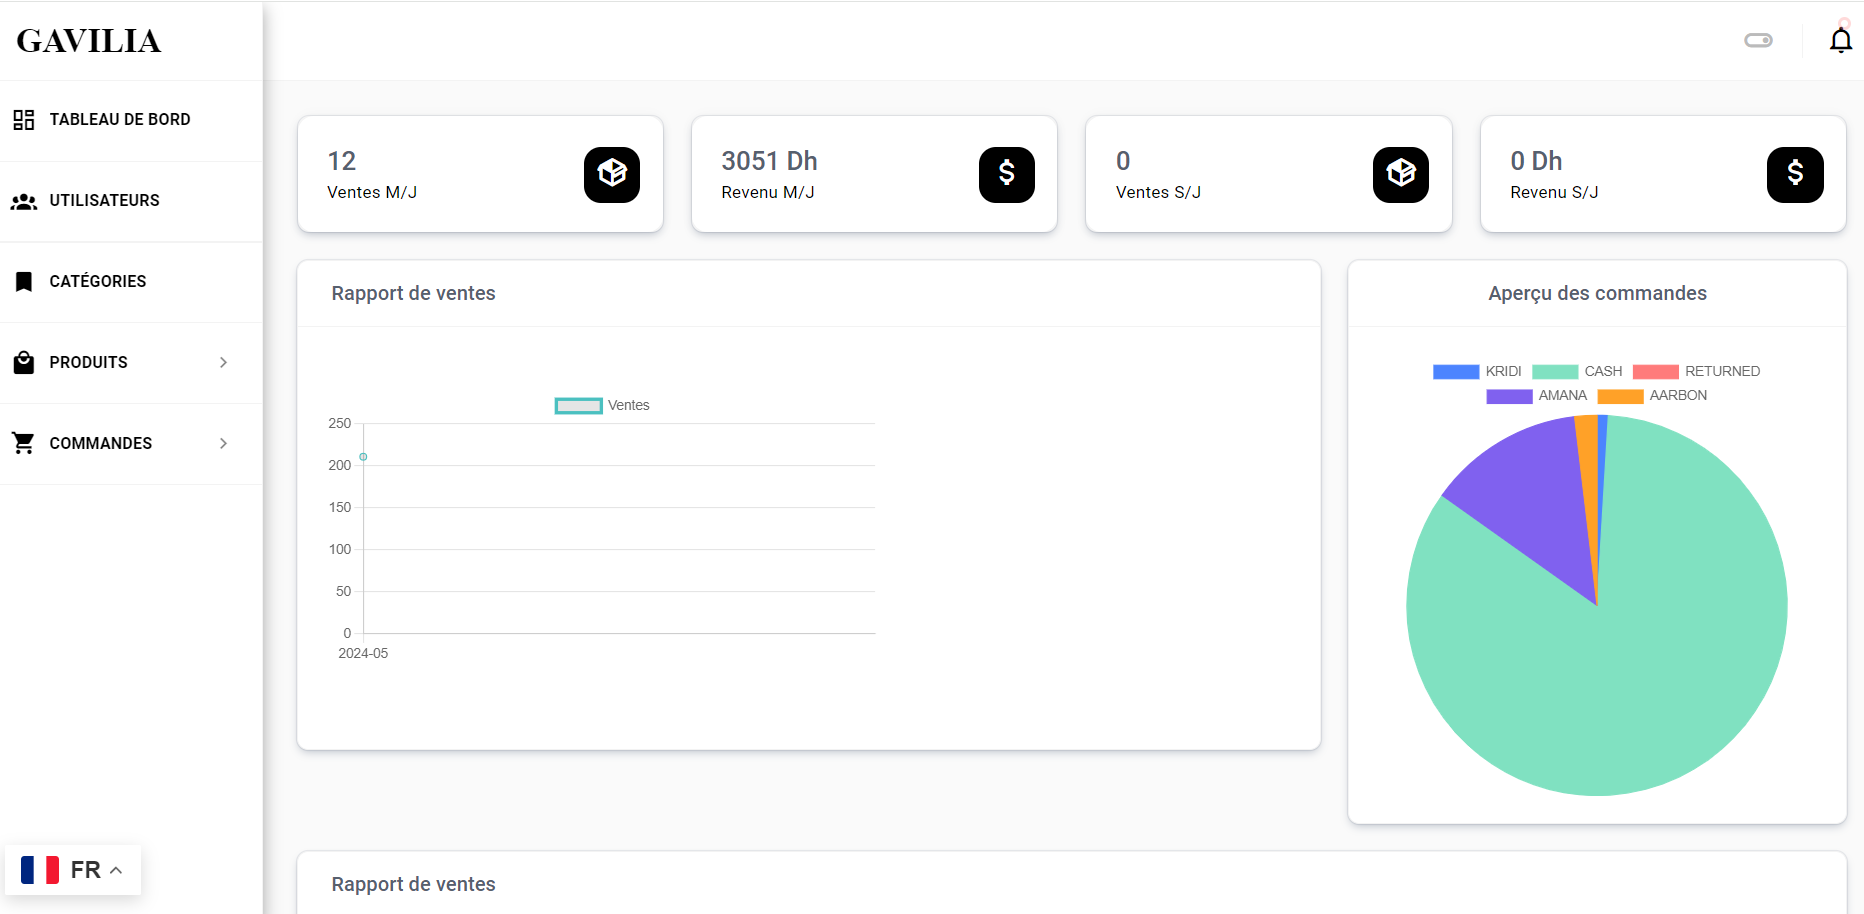 GAVILIA
TABLEAU DE BORD
UTILISATEURS
CATÉGORIES
PRODUITS
COMMANDES
FR
12
Ventes M/J
3051 Dh
Revenu M/J
0
Ventes S/J
0 Dh
Revenu S/J
Rapport de ventes
Ventes
250
200
150
100
50
0
2024-05
Aperçu des commandes
KRIDI CASH RETURNED
AMANA AARBON
Rapport de ventes